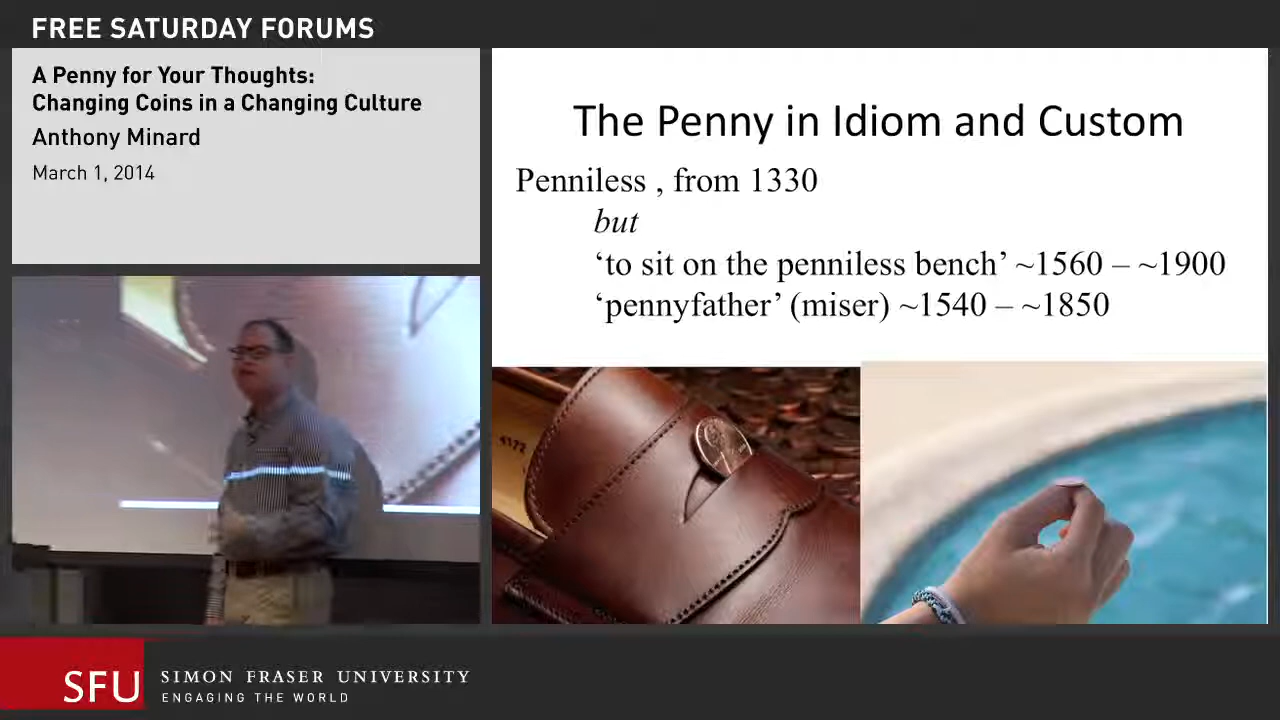 FREE SATURDAY FORUMS
A Penny for Your Thoughts:
Changing Coins in a Changing Culture
Anthony Minard
March 1, 2014
The Penny in Idiom and Custom
Penniless , from 1330
but
‘to sit on the penniless bench’ ~1560 – ~1900
‘pennyfather’ (miser) ~1540 – ~1850
4172
SFU
SIMON FRASER UNIVERSITY
ENGAGING THE WORLD